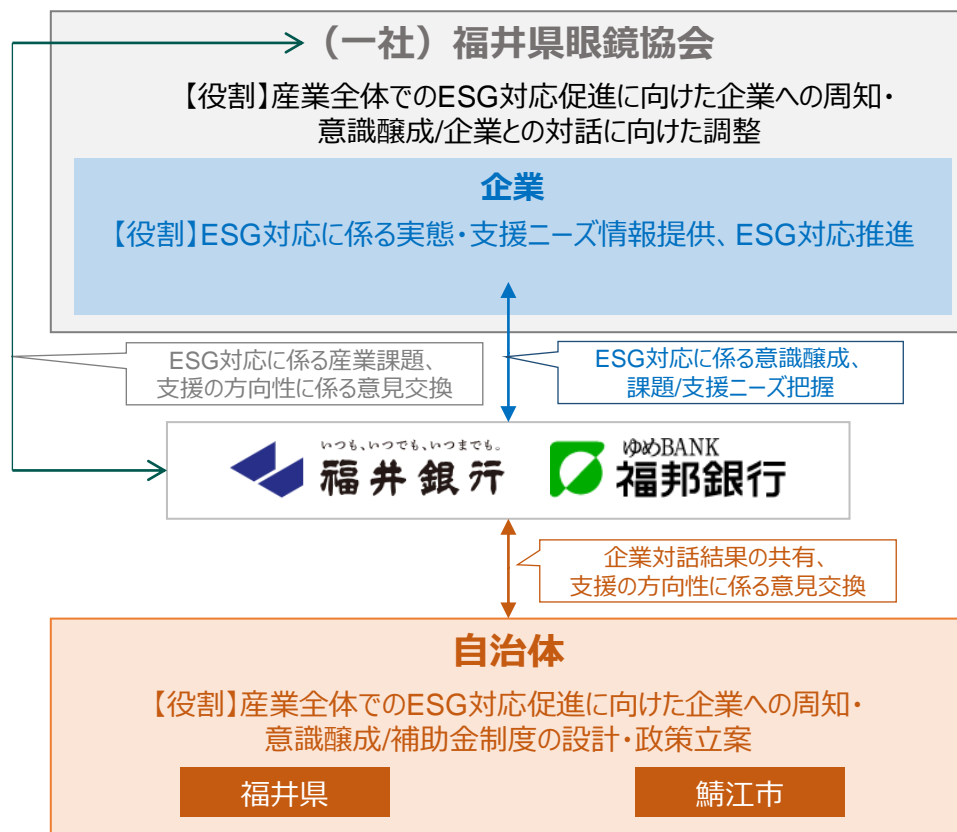 （一社）福井県眼鏡協会
【役割】産業全体でのESG対応促進に向けた企業への周知・
意識醸成/企業との対話に向けた調整
企業
【役割】ESG対応に係る実態・支援ニーズ情報提供、ESG対応推進
ESG対応に係る産業課題、
支援の方向性に係る意見交換
ESG対応に係る意識醸成、
課題/支援ニーズ把握
いつも、いつでも、いつまでも。
福井銀行
ゆめBANK
福邦銀行
企業対話結果の共有、
支援の方向性に係る意見交換
自治体
【役割】産業全体でのESG対応促進に向けた企業への周知・
意識醸成/補助金制度の設計・政策立案
福井県
鯖江市